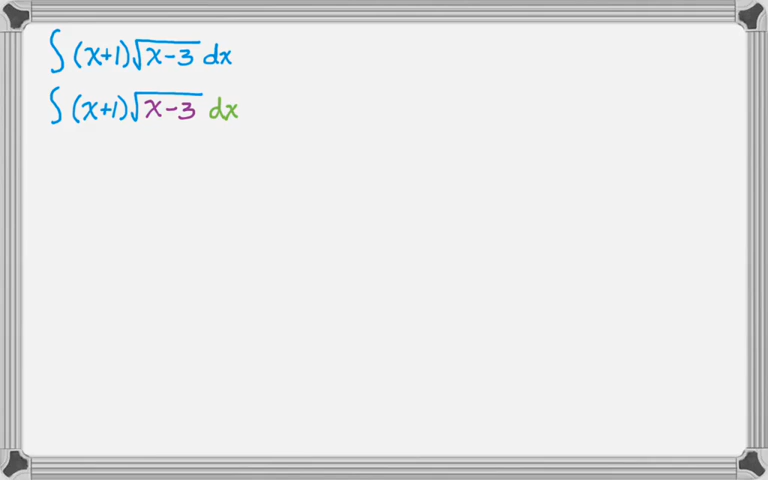 ∫ (x+1)√(x-3) dx
∫ (x+1)√(x-3) dx